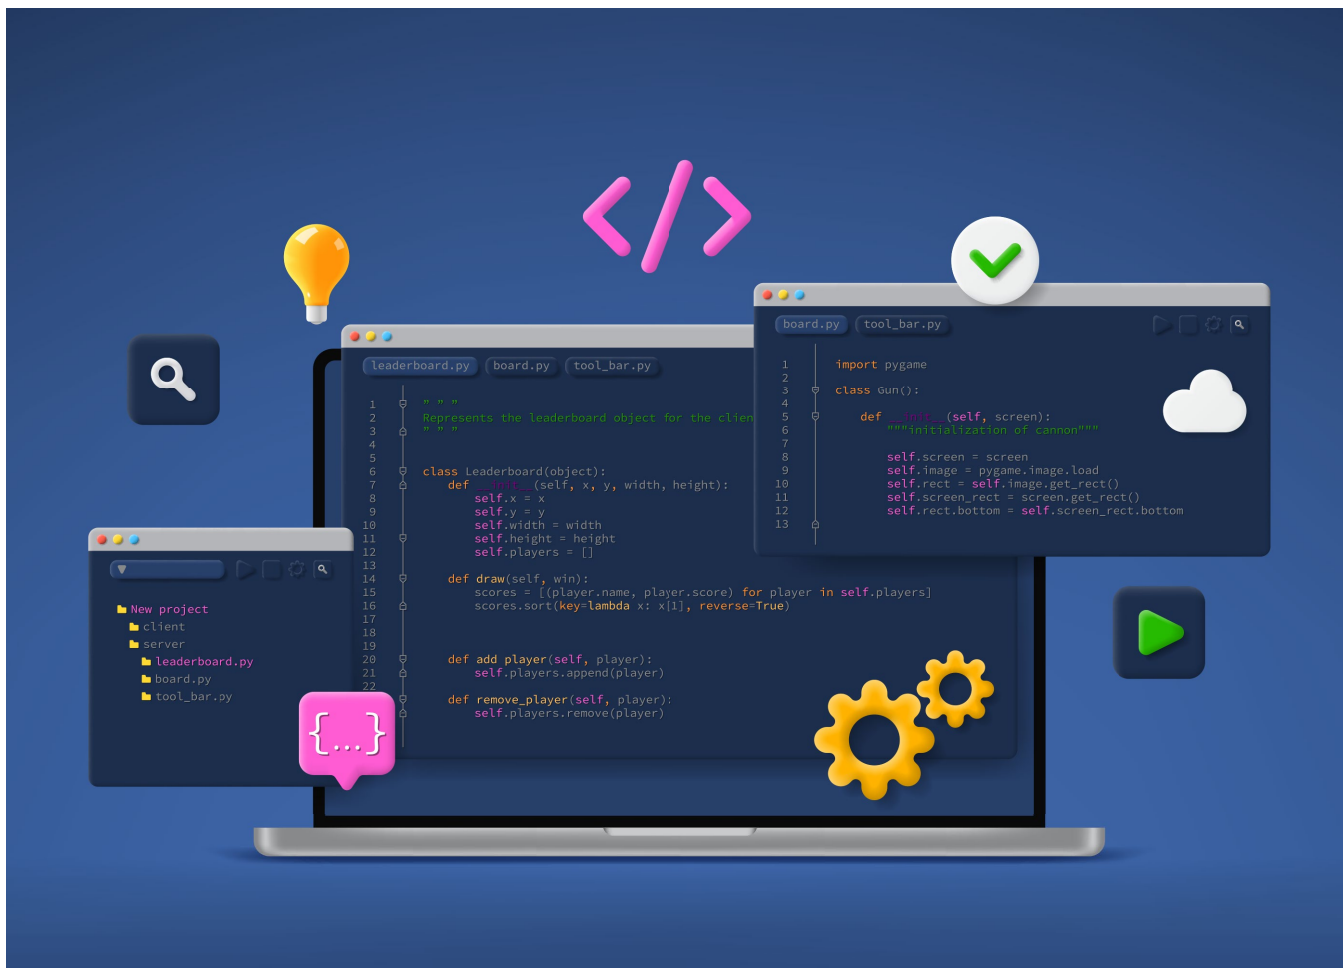 </>
leaderboard.py board.py tool_bar.py
1 " " "
2 Represents the leaderboard object for the clien
3 " " "
4
5
6 class Leaderboard(object):
7 def __init__(self, x, y, width, height):
8 self.x = x
9 self.y = y
10 self.width = width
11 self.height = height
12 self.players = []
13
14 def draw(self, win):
15 scores = [(player.name, player.score) for player in self.players]
16 scores.sort(key=lambda x: x[1], reverse=True)
17
18
19
20 def add player(self, player):
21 self.players.append(player)
22
def remove_player(self, player):
self.players.remove(player)
board.py tool_bar.py
1 import pygame
2
3 class Gun():
4
5 def __init__(self, screen):
6 """initialization of cannon"""
7
8 self.screen = screen
9 self.image = pygame.image.load
10 self.rect = self.image.get_rect()
11 self.screen_rect = screen.get_rect()
12 self.rect.bottom = self.screen_rect.bottom
13
New project
client
server
leaderboard.py
board.py
tool_bar.py
{...}